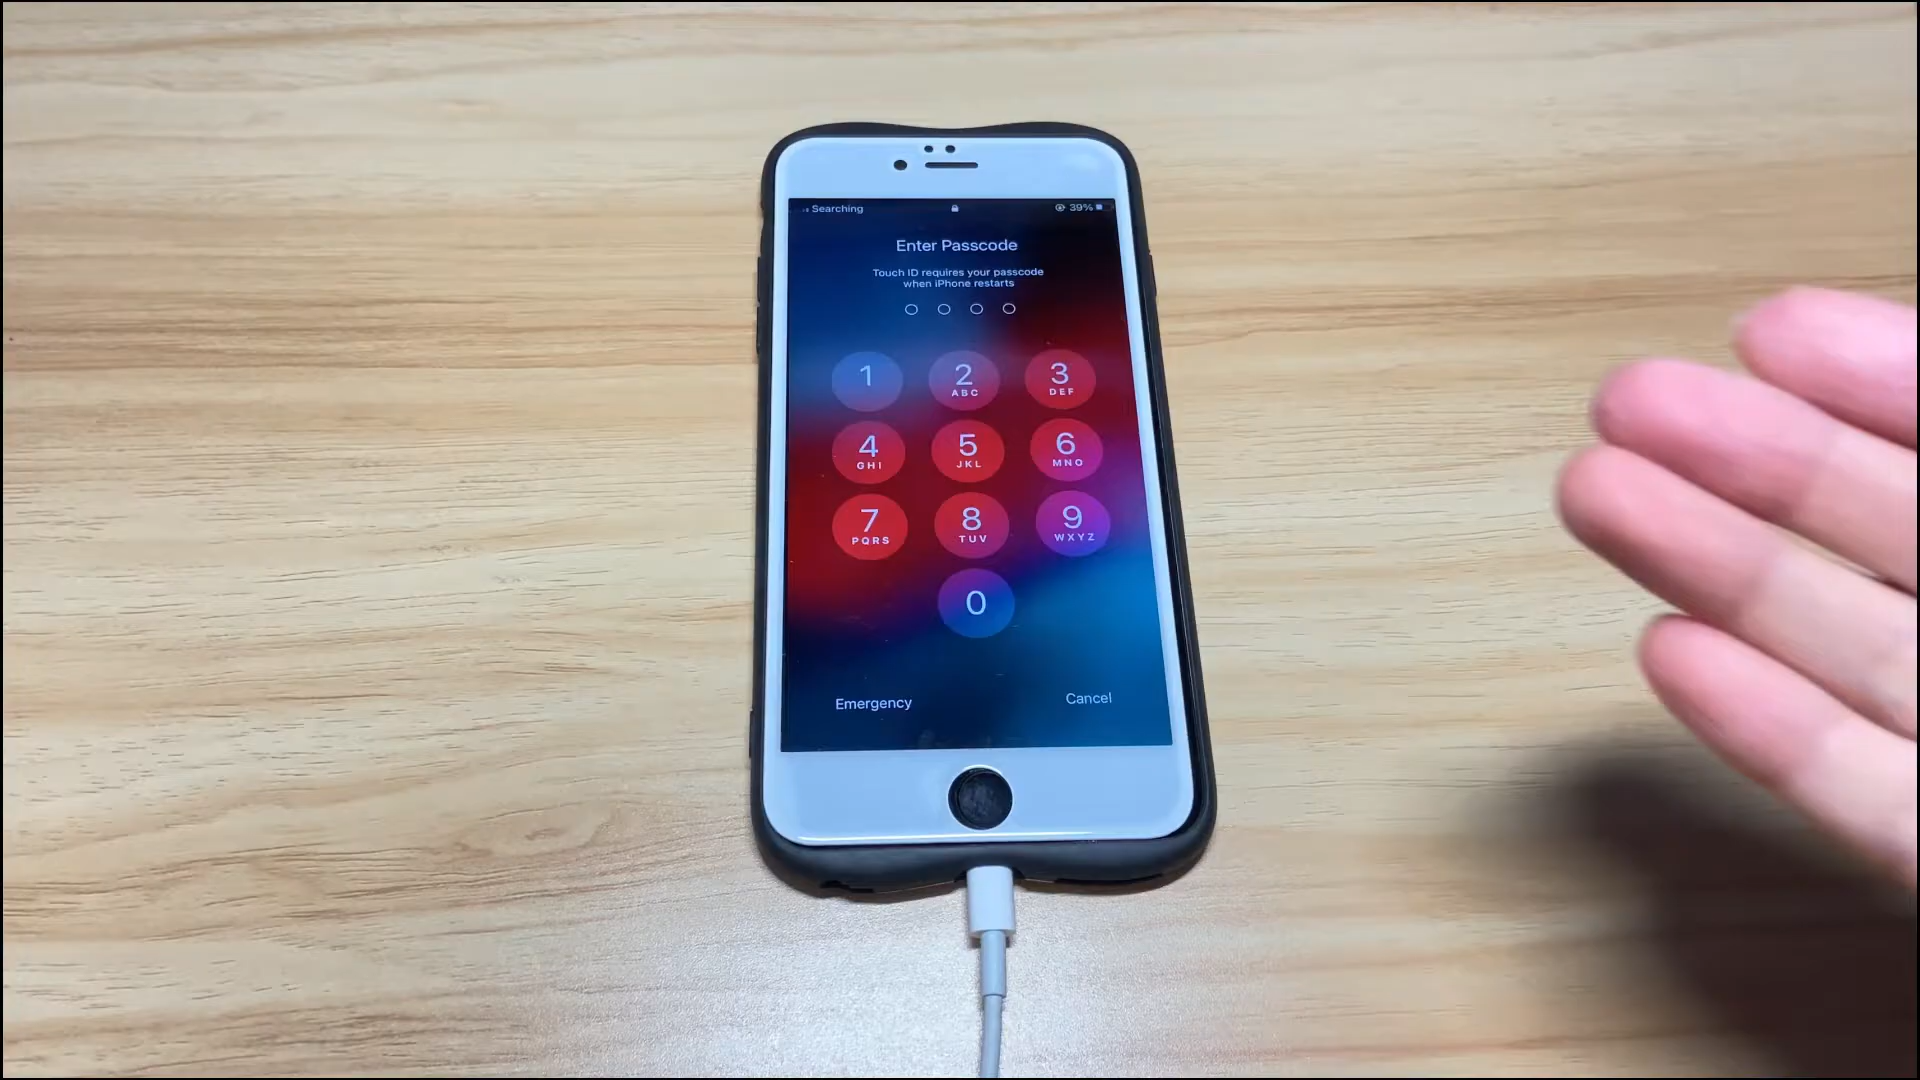 Searching 39%
Enter Passcode
Touch ID requires your passcode
when iPhone restarts
1 2 3
ABC DEF
4 5 6
GHI JKL MNO
7 8 9
PQRS TUV WXYZ
0
Emergency Cancel